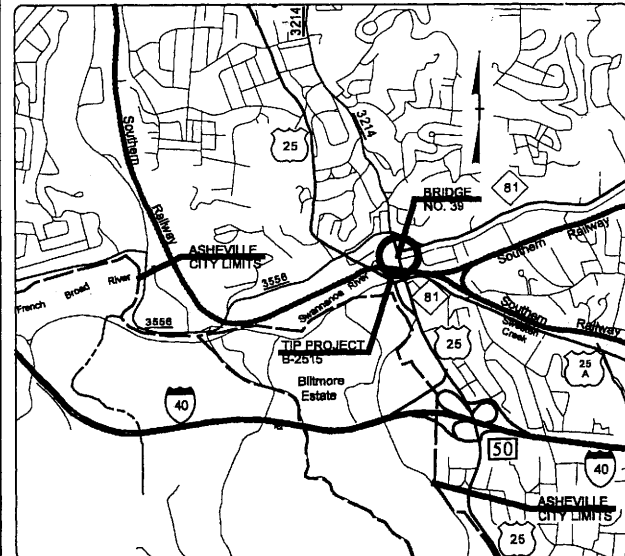 3214
3214
25
Southern
Railway
BRIDGE
NO. 39
81
ASHEVILLE
CITY LIMITS
Southern Railway
French Broad River
3556
Swannanoa River
3556
81
Southern
Railway
Creek
TIP PROJECT
B-2515
25
25
A
Biltmore
Estate
40
50
40
ASHEVILLE
CITY LIMITS
25